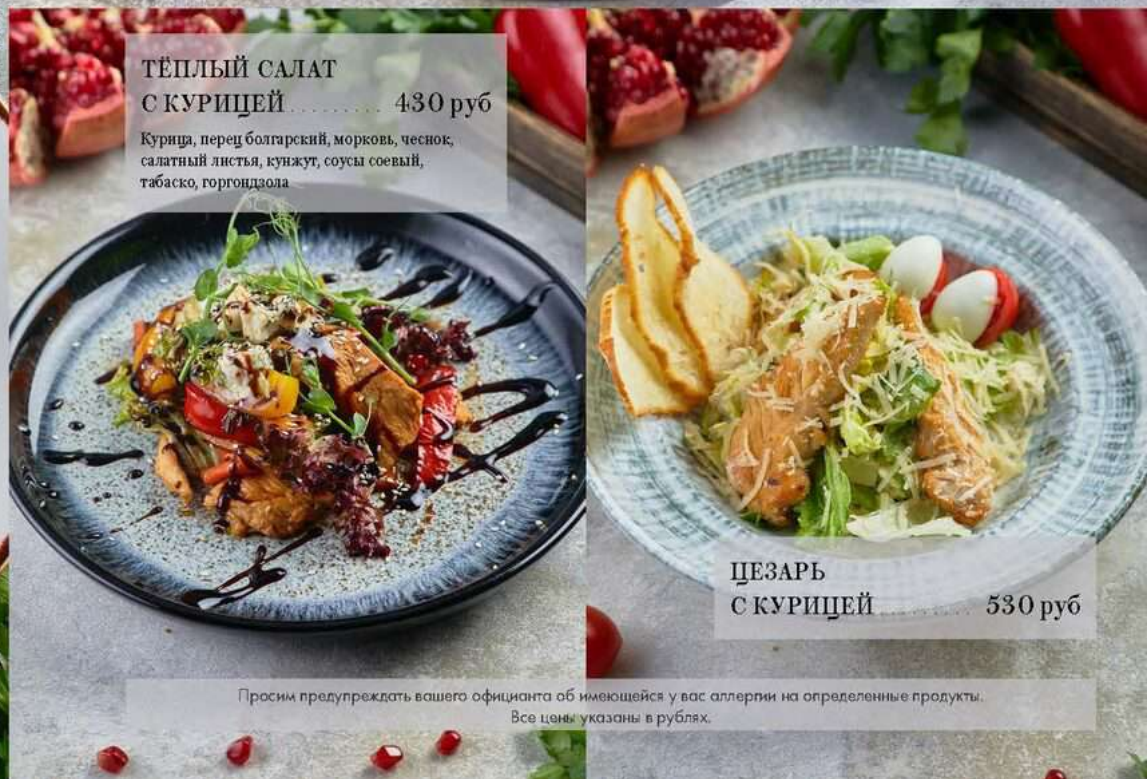 ТЁПЛЫЙ САЛАТ
С КУРИЦЕЙ ......... 430 руб
Курица, перец болгарский, морковь, чеснок,
салатный листья, кунжут, соусы соевый,
табаско, горгондзола
ЦЕЗАРЬ
С КУРИЦЕЙ ......... 530 руб
Просим предупреждать вашего официанта об имеющейся у вас аллергии на определенные продукты.
Все цены указаны в рублях.